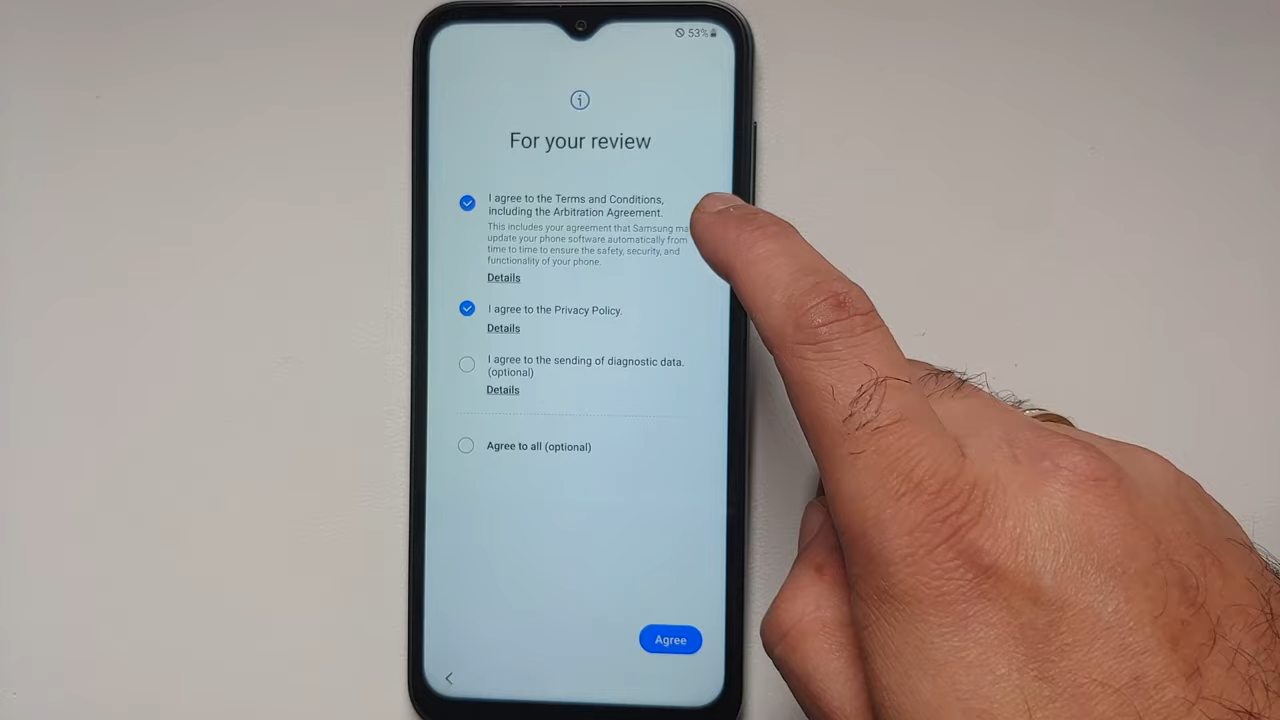 53%
For your review
I agree to the Terms and Conditions,
including the Arbitration Agreement.
This includes your agreement that Samsung
update your phone software automatically from
time to time to ensure the safety, security, and
functionality of your phone.
Details
I agree to the Privacy Policy.
Details
I agree to the sending of diagnostic data.
(optional)
Details
Agree to all (optional)
Agree